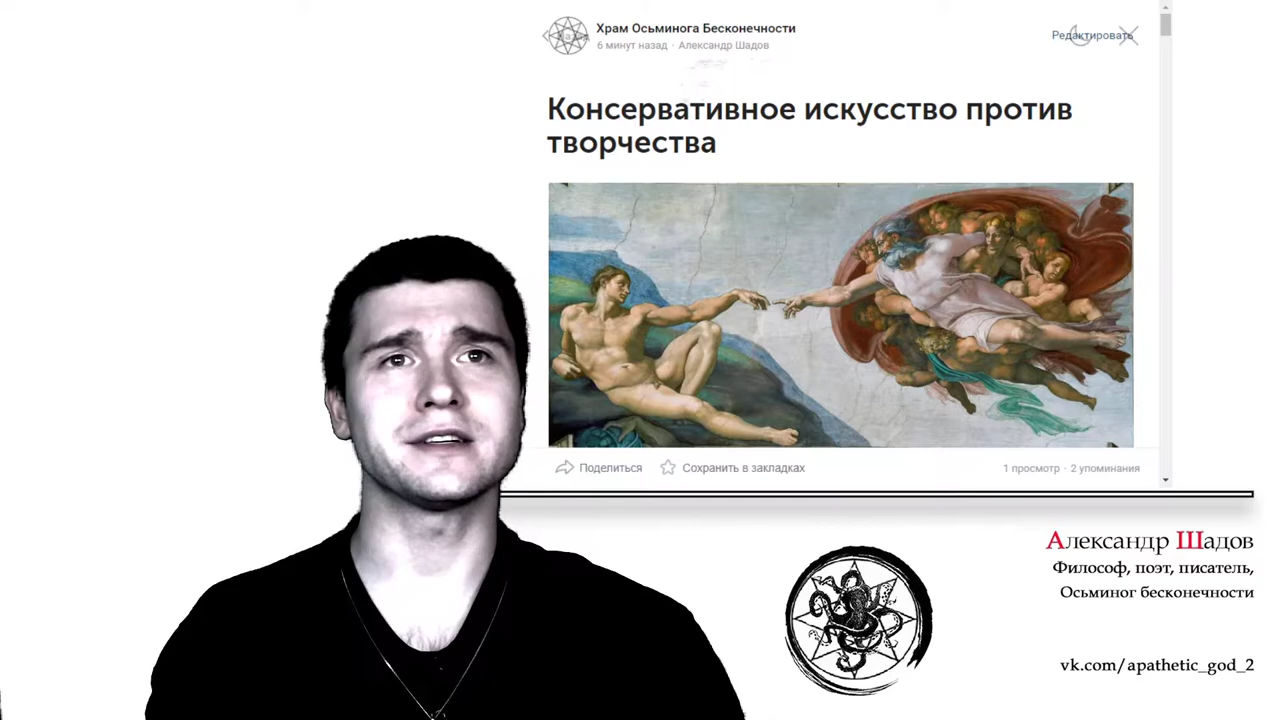 Храм Осьминога Бесконечности
6 минут назад · Александр Шадов
Редактировать
Консервативное искусство против
творчества
Поделиться
Сохранить в закладках
1 просмотр · 2 упоминания
Александр Шадов
Философ, поэт, писатель,
Осьминог бесконечности
vk.com/apathetic_god_2